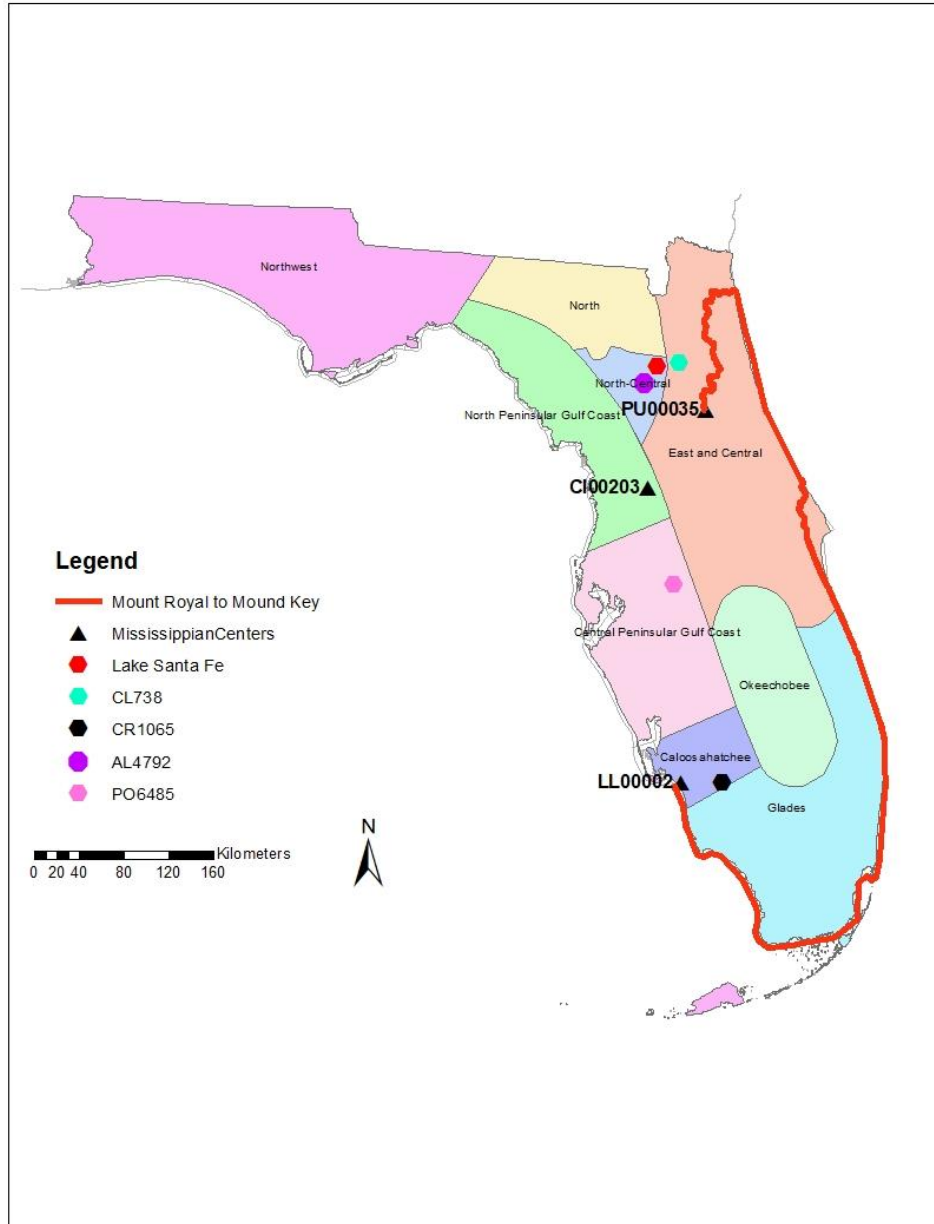 Northwest
North
North-Central
PU00035
North Peninsular Gulf Coast
East and Central
CI00203
Legend
Mount Royal to Mound Key
MississippianCenters
Lake Santa Fe
CL738
CR1065
AL4792
PO6485
Central Peninsular Gulf Coast
Okeechobee
Caloosahatchee
LL00002
Glades
Kilometers
0 20 40 80 120 160
N